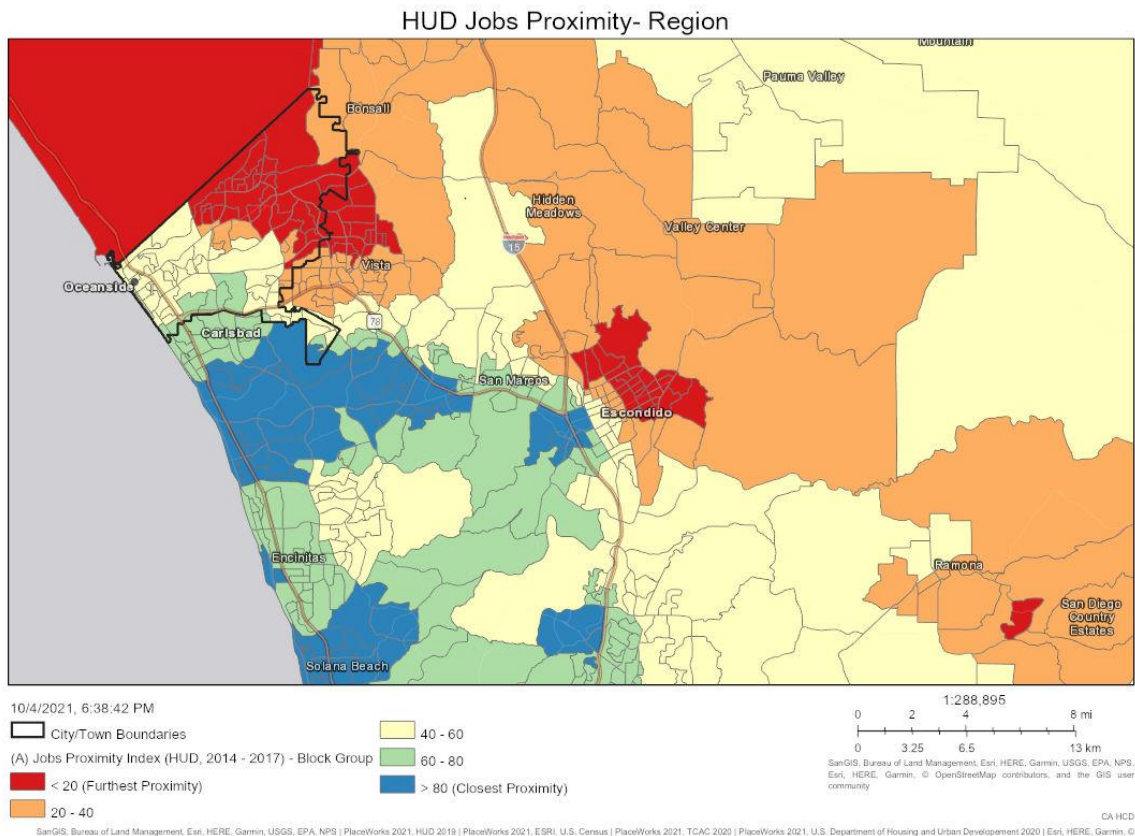 HUD Jobs Proximity- Region
Mountain
Pauma Valley
Bonsall
Hidden
Meadows
Valley Center
15
Vista
Oceanside
78
Carlsbad
San Marcos
Escondido
Encinitas
Ramona
San Diego
Country
Estates
Solana Beach
10/4/2021, 6:38:42 PM
City/Town Boundaries
(A) Jobs Proximity Index (HUD, 2014 - 2017) - Block Group
< 20 (Furthest Proximity)
20 - 40
40 - 60
60 - 80
> 80 (Closest Proximity)
1:288,895
0 2 4 8 mi
0 3.25 6.5 13 km
SanGIS, Bureau of Land Management, Esri, HERE, Garmin, USGS, EPA, NPS,
Esri, HERE, Garmin, © OpenStreetMap contributors, and the GIS user
community
CA HCD
SanGIS, Bureau of Land Management, Esri, HERE, Garmin, USGS, EPA, NPS | PlaceWorks 2021, HUD 2019 | PlaceWorks 2021, ESRI, U.S. Census | PlaceWorks 2021, TCAC 2020 | PlaceWorks 2021, U.S. Department of Housing and Urban Developement 2020 | Esri, HERE, Garmin, ©